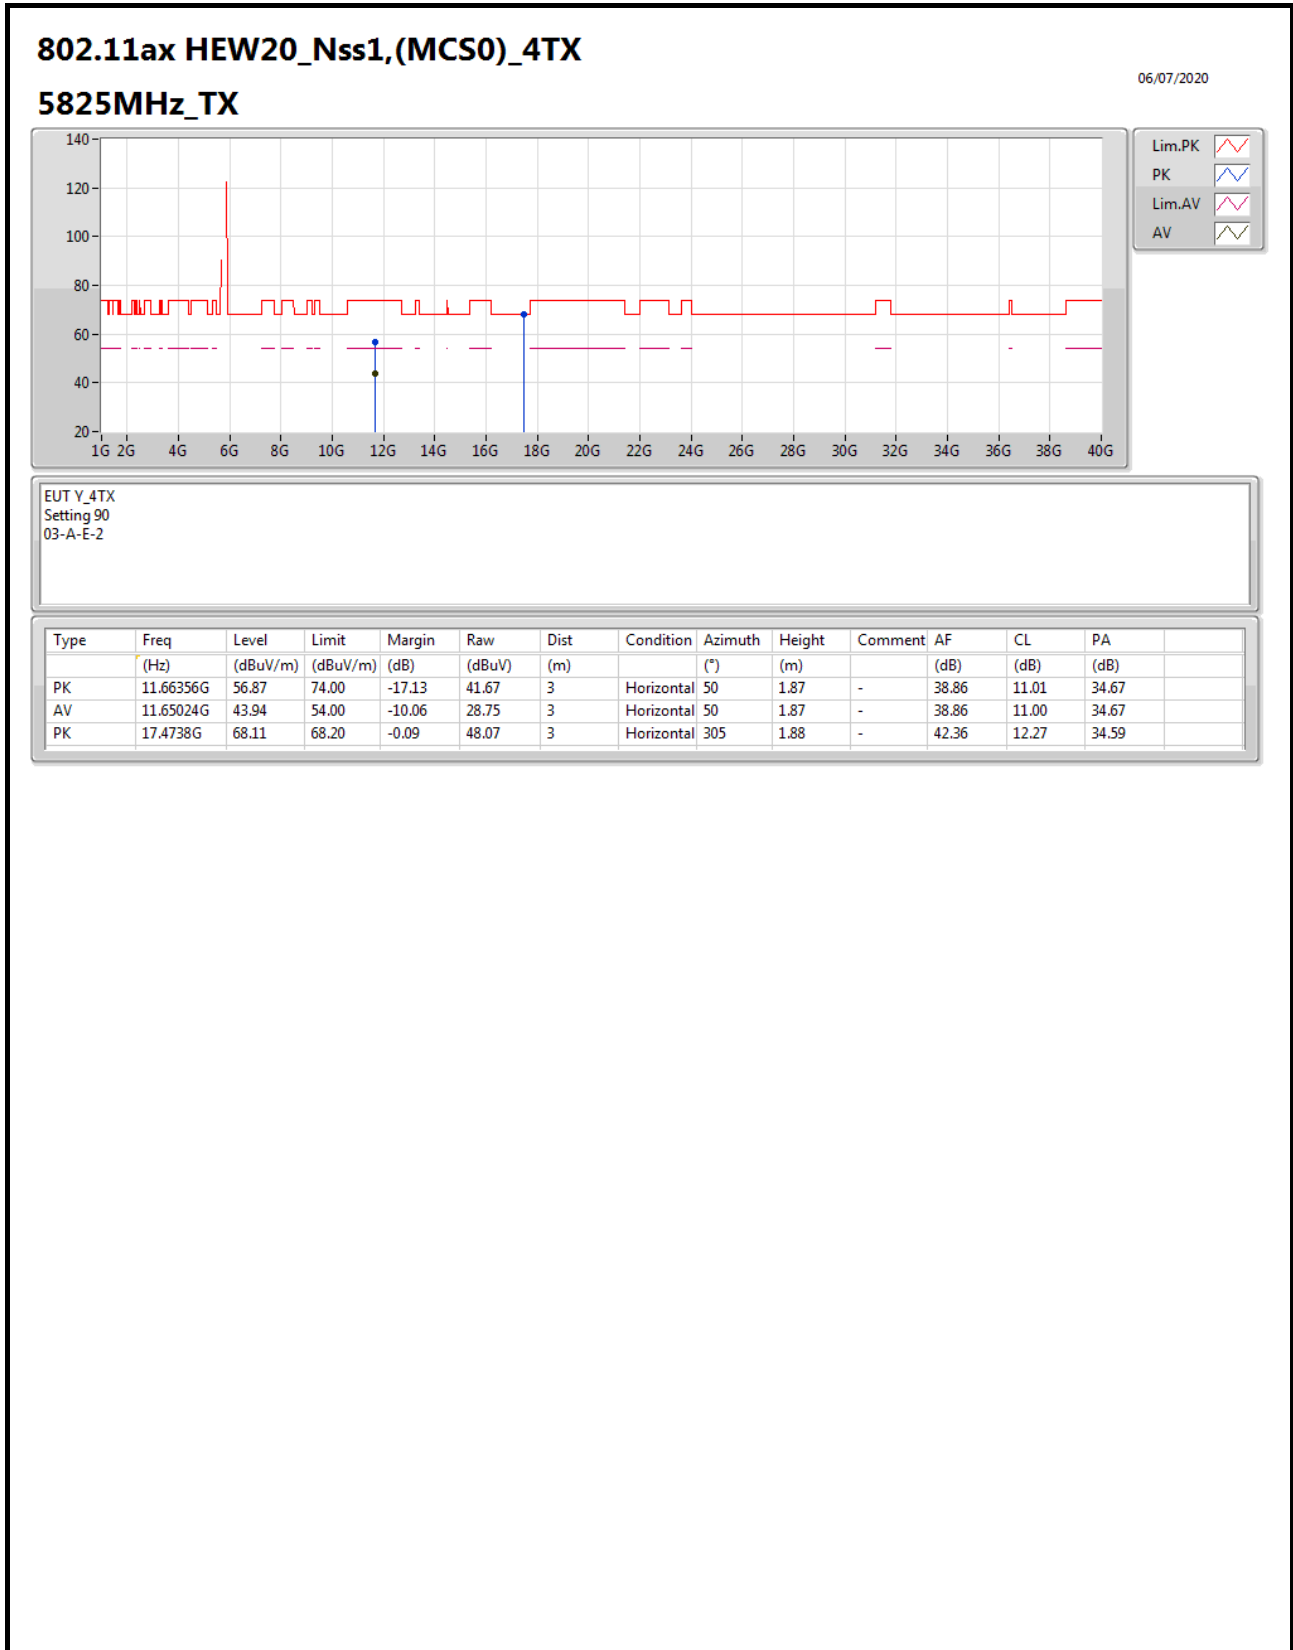 802.11ax HEW20_Nss1,(MCS0)_4TX
06/07/2020
5825MHz_TX
140
120
100
80
60
40
20
1G 2G 4G 6G 8G 10G 12G 14G 16G 18G 20G 22G 24G 26G 28G 30G 32G 34G 36G 38G 40G
Lim.PK
PK
Lim.AV
AV
EUT Y_4TX
Setting 90
03-A-E-2
Type Freq Level Limit Margin Raw Dist Condition Azimuth Height Comment AF CL PA
(Hz) (dBuV/m) (dBuV/m) (dB) (dBuV) (m) (°) (m) (dB) (dB) (dB)
PK 11.66356G 56.87 74.00 -17.13 41.67 3 Horizontal 50 1.87 - 38.86 11.01 34.67
AV 11.65024G 43.94 54.00 -10.06 28.75 3 Horizontal 50 1.87 - 38.86 11.00 34.67
PK 17.4738G 68.11 68.20 -0.09 48.07 3 Horizontal 305 1.88 - 42.36 12.27 34.59